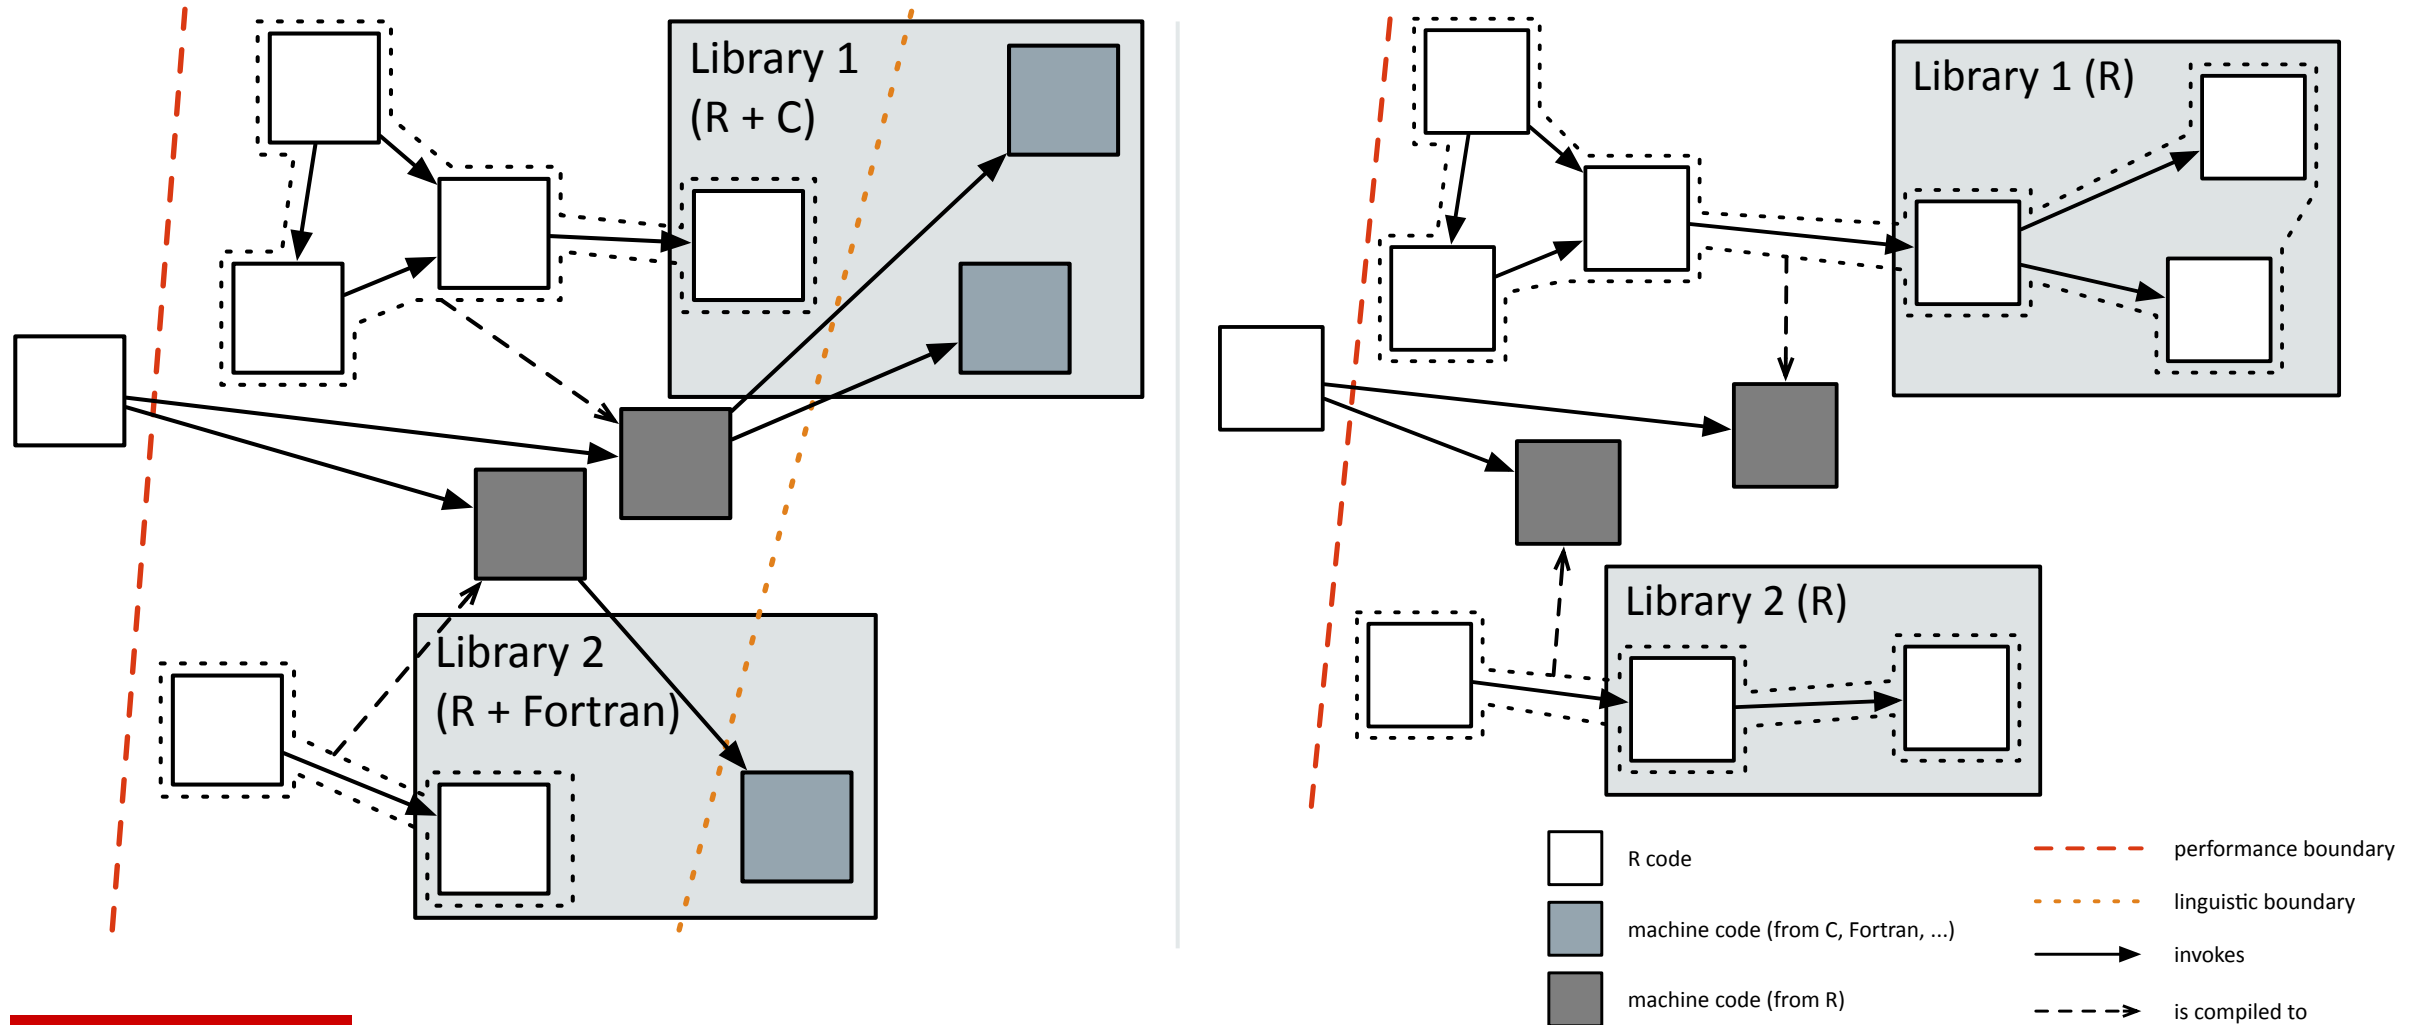 Library 1
(R + C)
Library 2
(R + Fortran)
Library 1 (R)
Library 2 (R)
R code
machine code (from C, Fortran, ...)
machine code (from R)
performance boundary
linguistic boundary
invokes
is compiled to